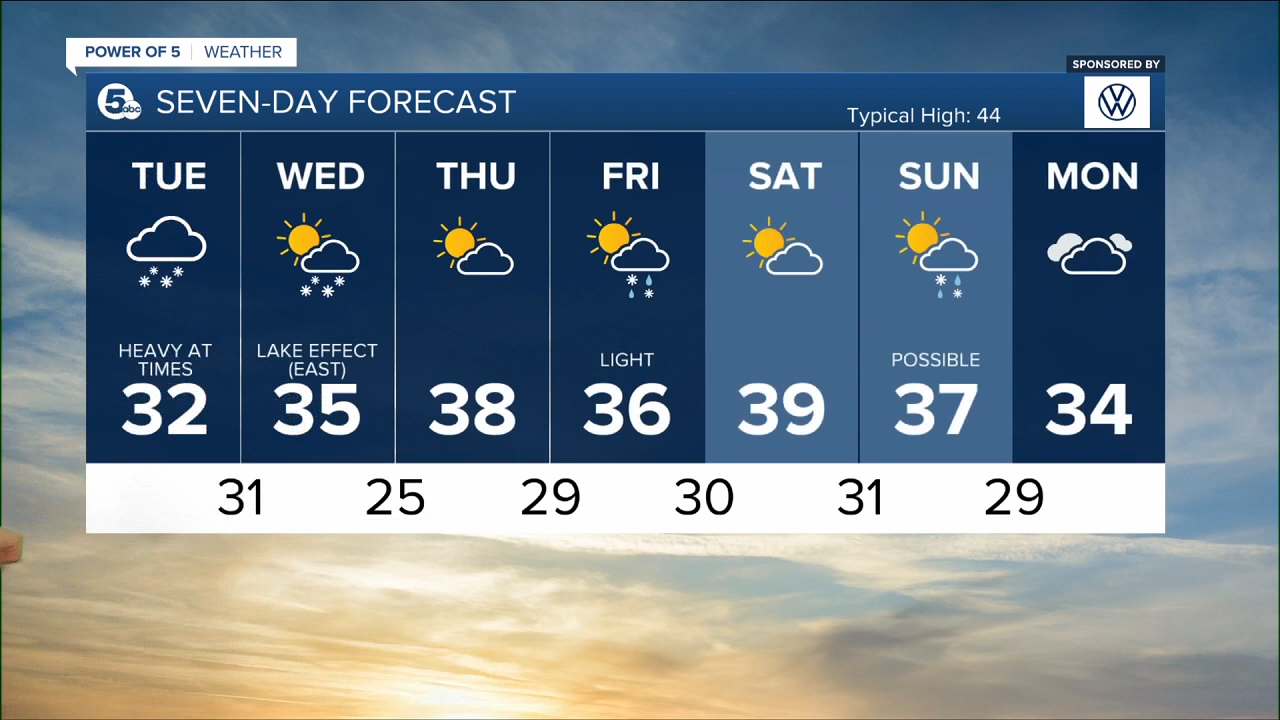 POWER OF 5 | WEATHER
SPONSORED BY
5 abc SEVEN-DAY FORECAST
Typical High: 44
TUE WED THU FRI SAT SUN MON
HEAVY AT TIMES
LAKE EFFECT (EAST)
LIGHT
POSSIBLE
32 35 38 36 39 37 34
31 25 29 30 31 29